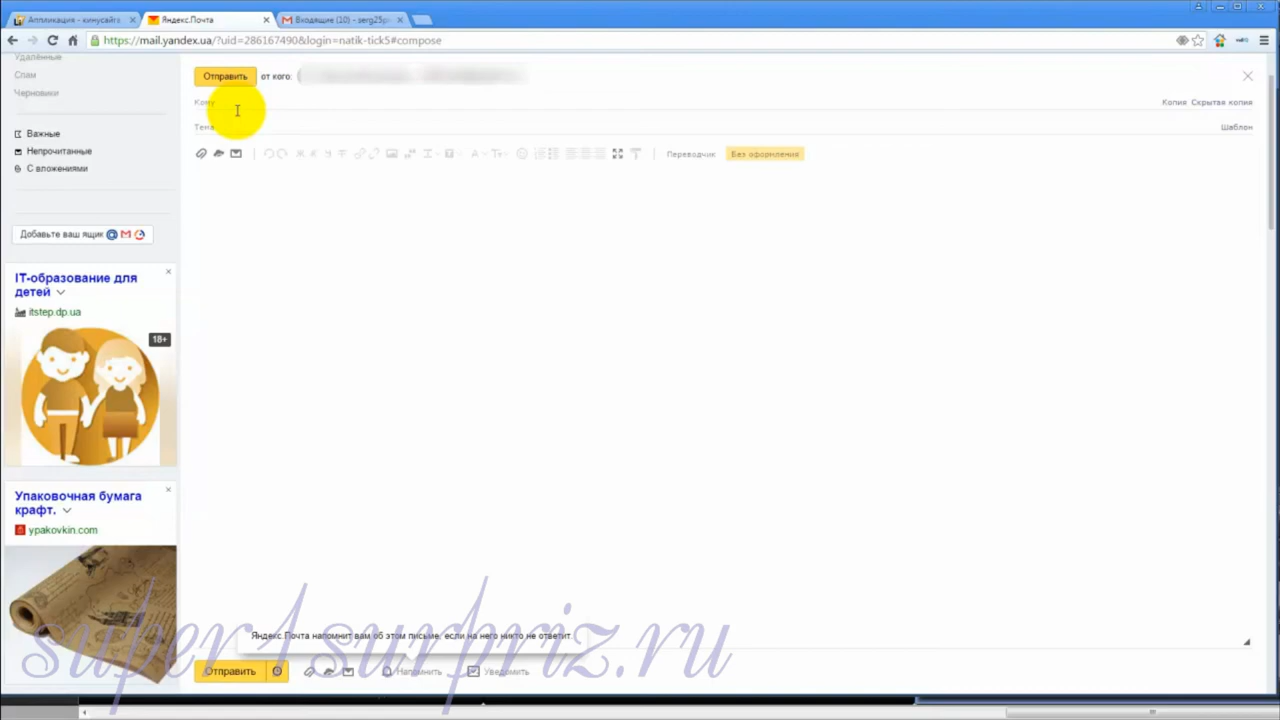 Аппликация - кинусайга.
Яндекс.Почта
Входящие (10) - serg25p
https://mail.yandex.ua/?uid=286167490&login=natik-tick5#compose
Удалённые
Спам
Черновики
Важные
Непрочитанные
С вложениями
Добавьте ваш ящик
IT-образование для
детей
itstep.dp.ua
18+
Упаковочная бумага
крафт.
ypakovkin.com
Отправить от кого:
Кому
Копия Скрытая копия
Тема
Шаблон
Переводчик Без оформления
Яндекс.Почта напомнит вам об этом письме, если на него никто не ответит.
Отправить Напомнить Уведомить
super1surpriz.ru